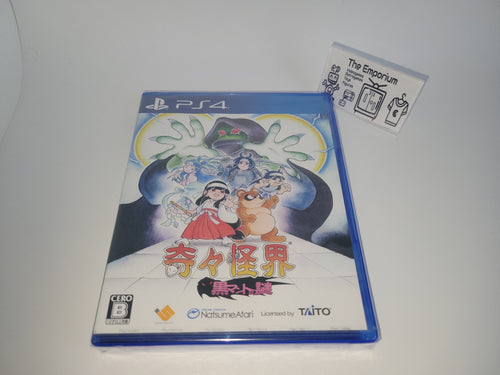 The Emporium
PS4
奇々怪界
黒マントの謎
CERO
B
NatsumeAtari
Licensed by TAITO